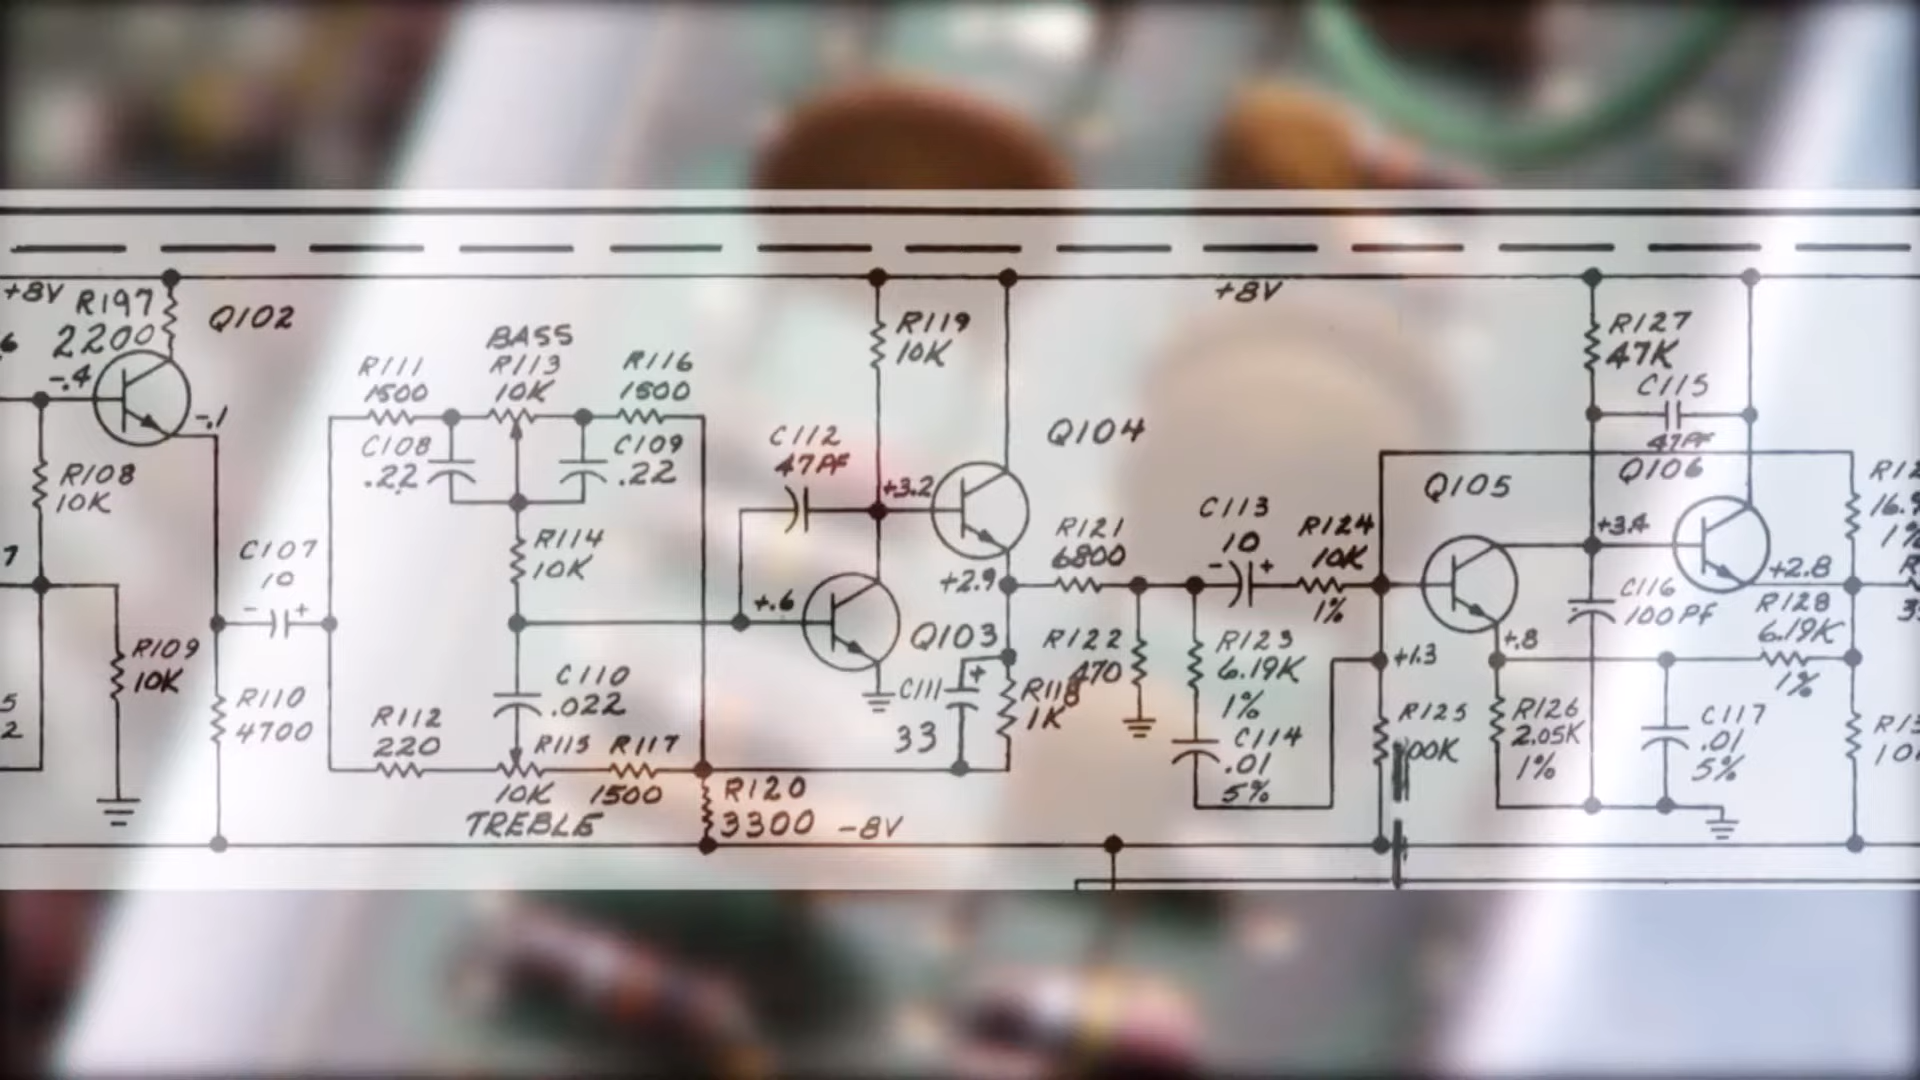 +8V
R197
2200
Q102
6
-.4
-.1
R108
10K
7
R109
10K
5
2
C107
10
- +
R110
4700
BASS
R111
1500
R113
10K
R116
1500
C108
.22
C109
.22
R114
10K
C110
.022
R112
220
R115
R117
10K
1500
TREBLE
R120
3300
-8V
C112
47PF
R119
10K
+3.2
+.6
Q103
Q104
+2.9
C111
+
33
R118
1K
R121
6800
R122
470
R123
6.19K
1%
C114
.01
5%
+8V
C113
10
- +
R124
10K
1%
+1.3
R125
Q105
+.8
R126
2.05K
1%
R127
47K
C115
47PF
Q106
+3.4
+2.8
C116
100PF
R128
6.19K
1%
C117
.01
5%
1%